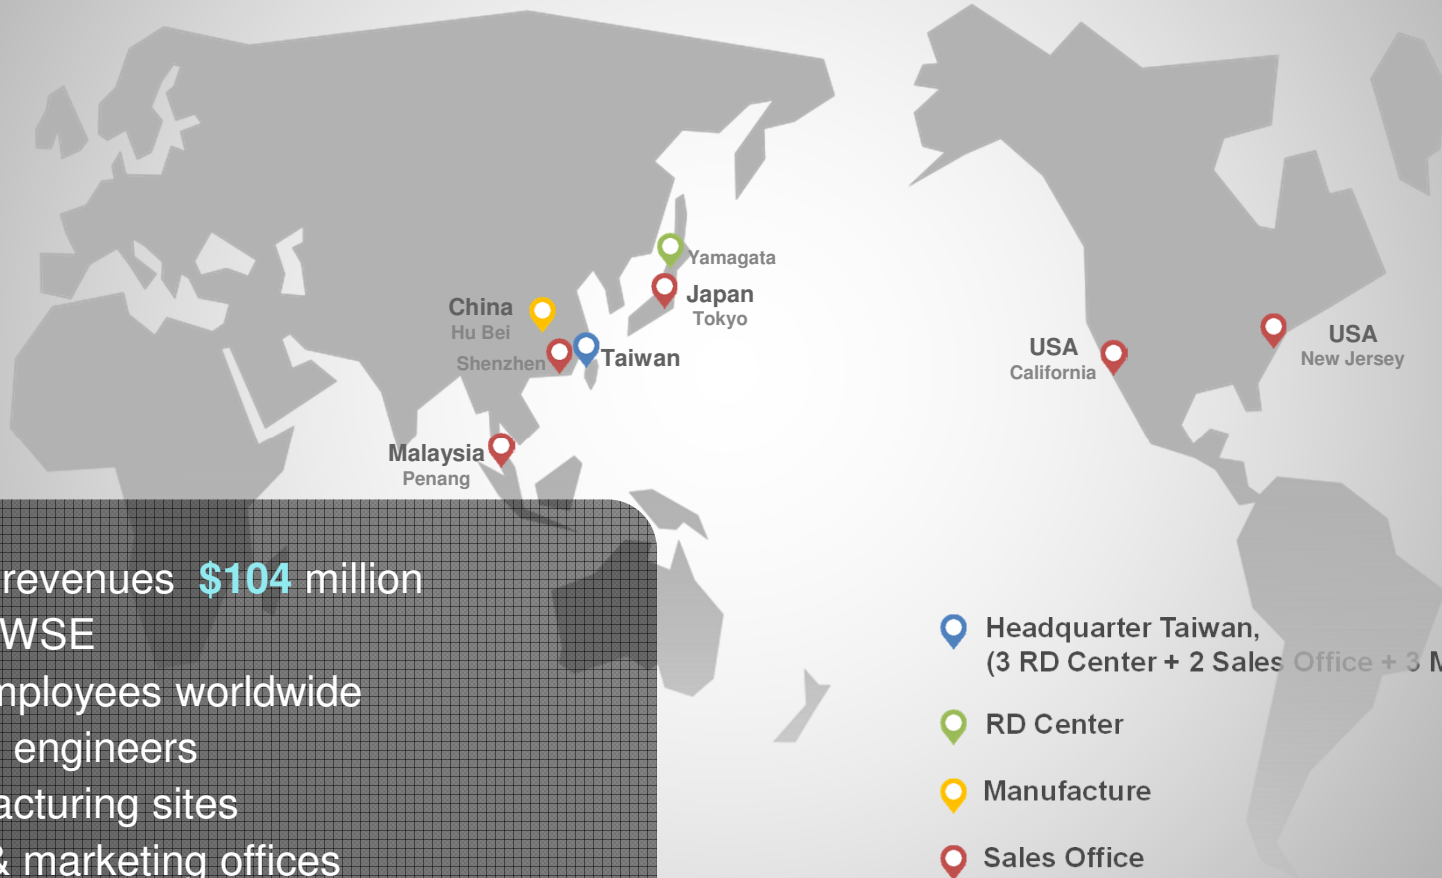 Yamagata
China
Hu Bei
Japan
Tokyo
Shenzhen
Taiwan
USA
California
USA
New Jersey
Malaysia
Penang
revenues $104 million
WSE
mployees worldwide
engineers
acturing sites
& marketing offices
Headquarter Taiwan,
(3 RD Center + 2 Sales Office + 3 M
RD Center
Manufacture
Sales Office